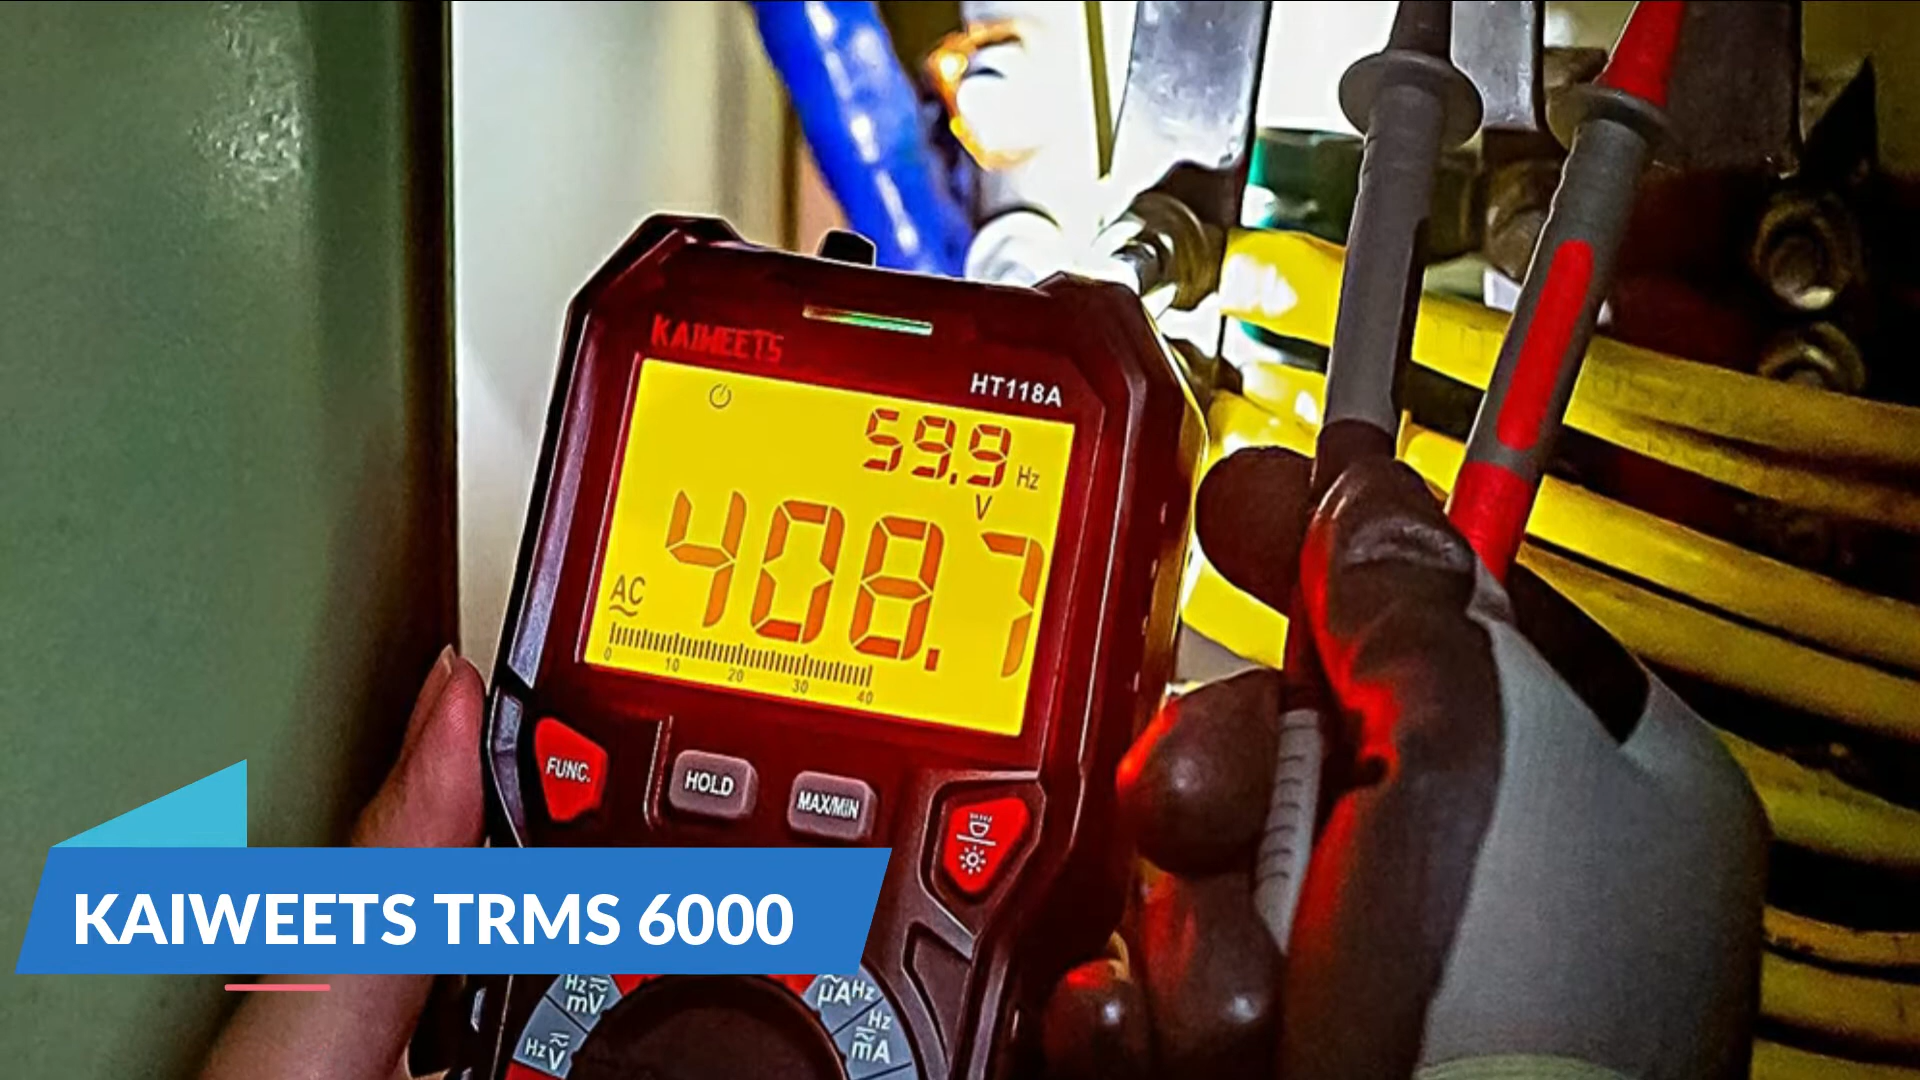 KAIWEETS
HT118A
59.9 Hz
V
408.7
AC
0 10 20 30 40
FUNC.
HOLD
MAX/MIN
KAIWEETS TRMS 6000
Hz
mV
Hz V
µA Hz
Hz
mA